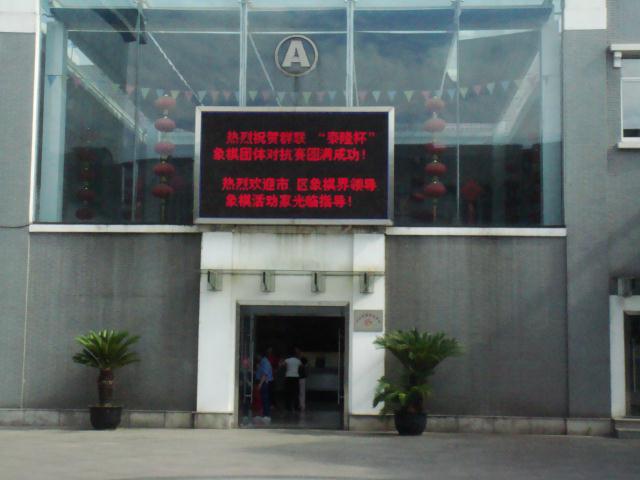 A
热烈祝贺群联 “泰隆杯”
象棋团体对抗赛圆满成功！
热烈欢迎市 区象棋界领导
象棋活动家光临指导！